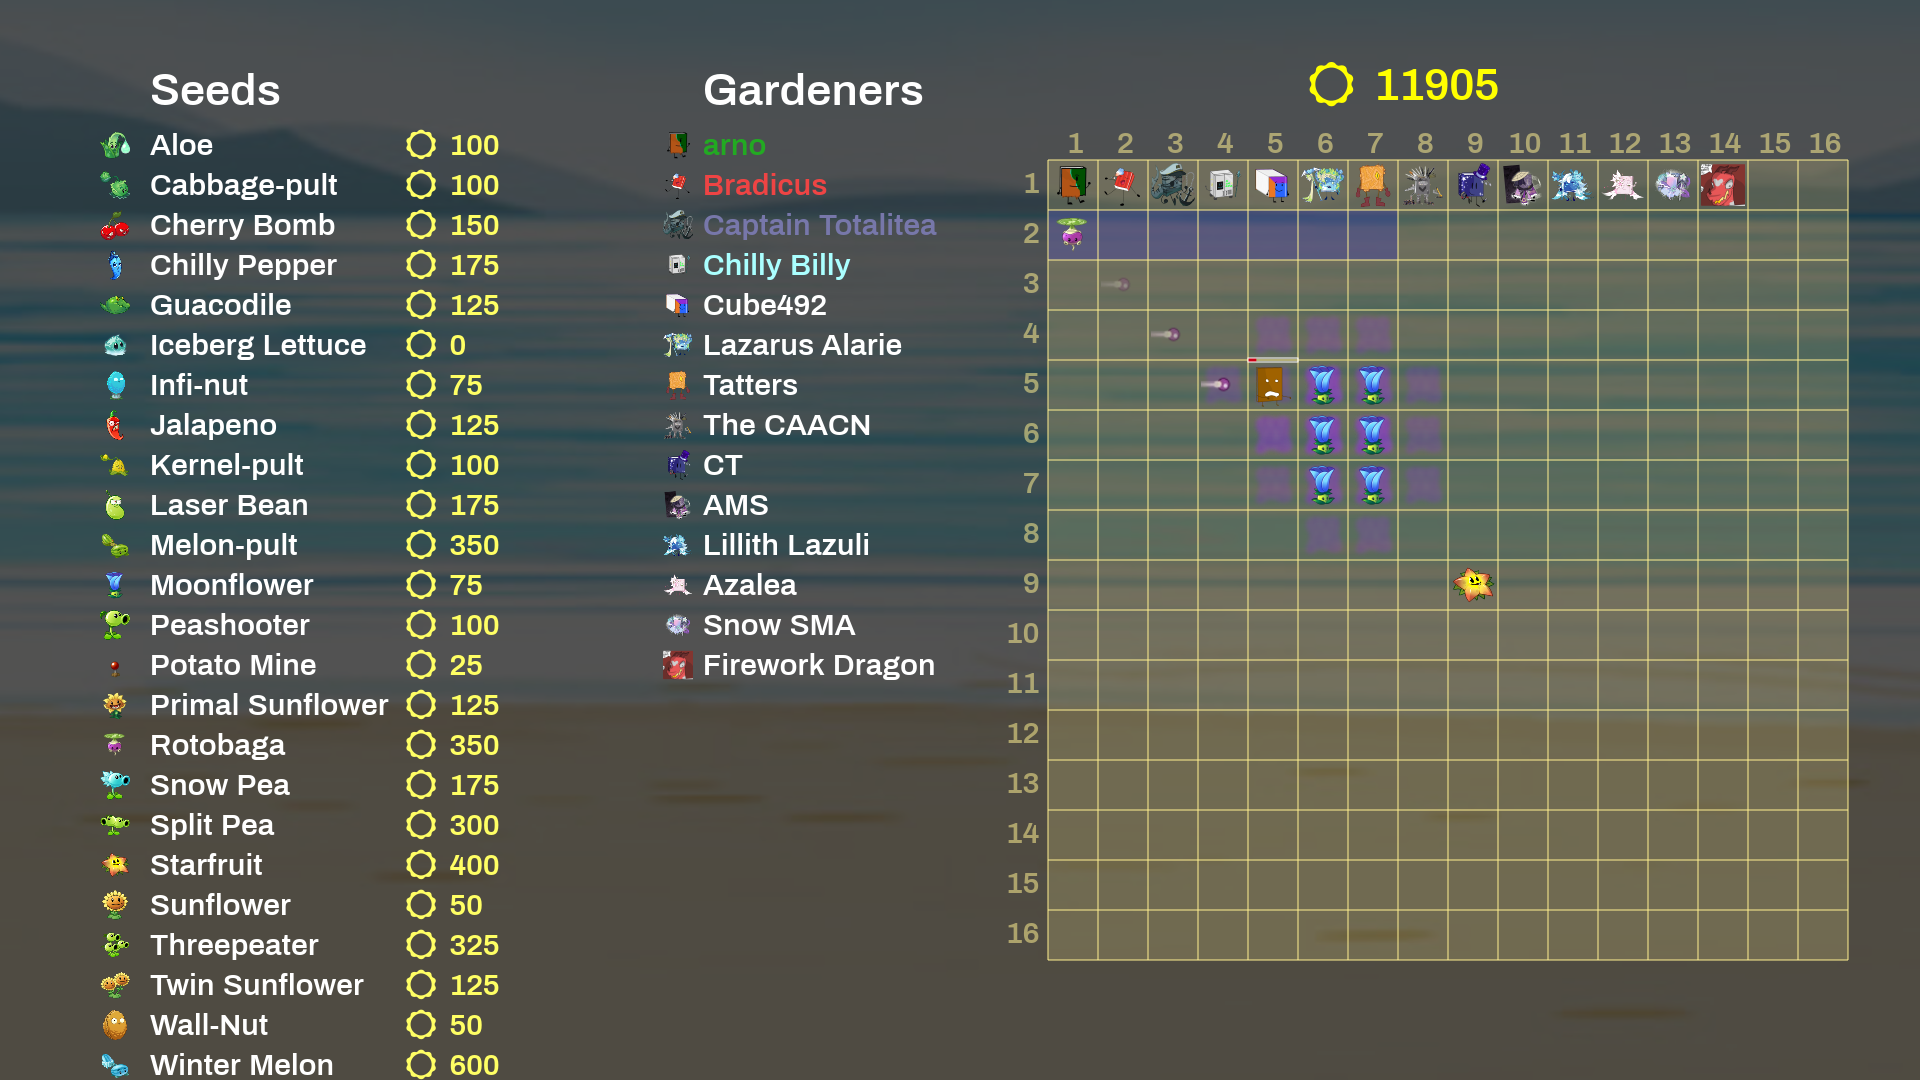 Seeds
Aloe 100
Cabbage-pult 100
Cherry Bomb 150
Chilly Pepper 175
Guacodile 125
Iceberg Lettuce 0
Infi-nut 75
Jalapeno 125
Kernel-pult 100
Laser Bean 175
Melon-pult 350
Moonflower 75
Peashooter 100
Potato Mine 25
Primal Sunflower 125
Rotobaga 350
Snow Pea 175
Split Pea 300
Starfruit 400
Sunflower 50
Threepeater 325
Twin Sunflower 125
Wall-Nut 50
Winter Melon 600
Gardeners
arno
Bradicus
Captain Totalitea
Chilly Billy
Cube492
Lazarus Alarie
Tatters
The CAACN
CT
AMS
Lillith Lazuli
Azalea
Snow SMA
Firework Dragon
11905
1 2 3 4 5 6 7 8 9 10 11 12 13 14 15 16
1
2
3
4
5
6
7
8
9
10
11
12
13
14
15
16